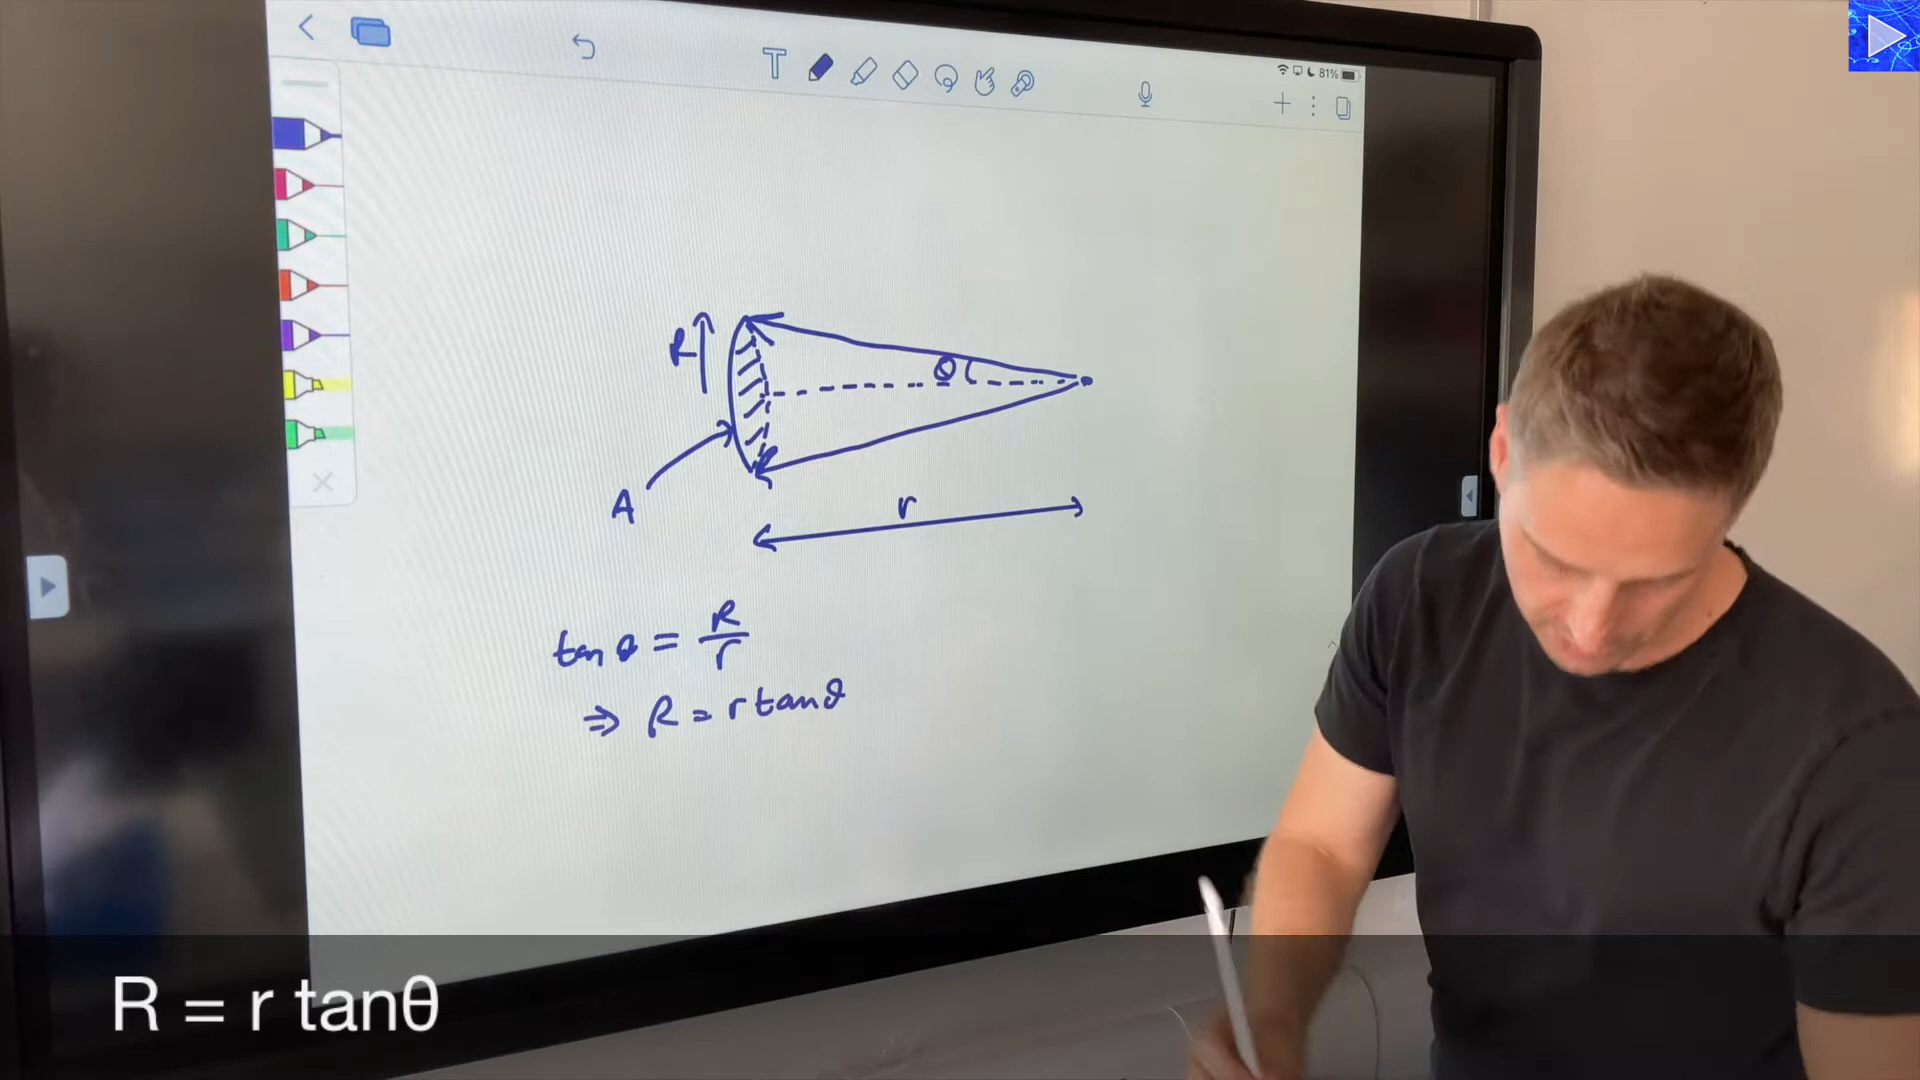 T
81%
R
θ
A
r
tan θ = R/r
⇒ R = r tan θ
R = r tanθ